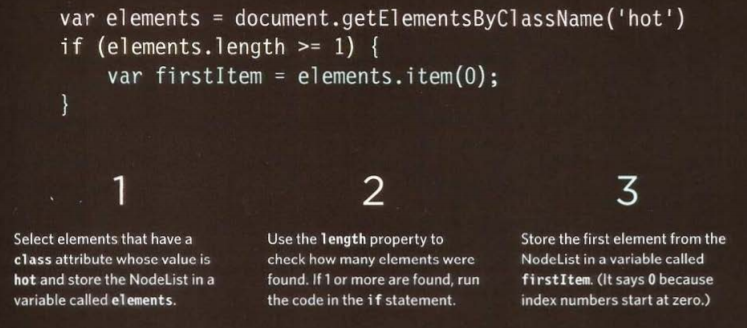 var elements = document.getElementsByClassName('hot')
if (elements.length >= 1) {
var firstItem = elements.item(0);
}
1
Select elements that have a
class attribute whose value is
hot and store the NodeList in a
variable called elements.
2
Use the length property to
check how many elements were
found. If 1 or more are found, run
the code in the if statement.
3
Store the first element from the
NodeList in a variable called
firstItem. (It says 0 because
index numbers start at zero.)